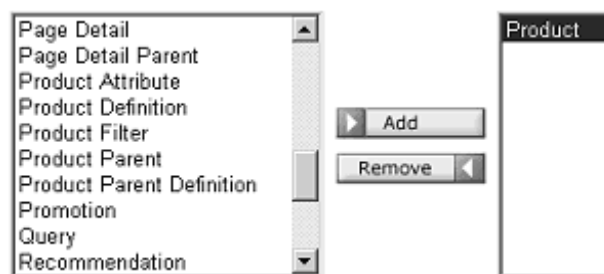 Page Detail
Page Detail Parent
Product Attribute
Product Definition
Product Filter
Product Parent
Product Parent Definition
Promotion
Query
Recommendation
Add
Remove
Product